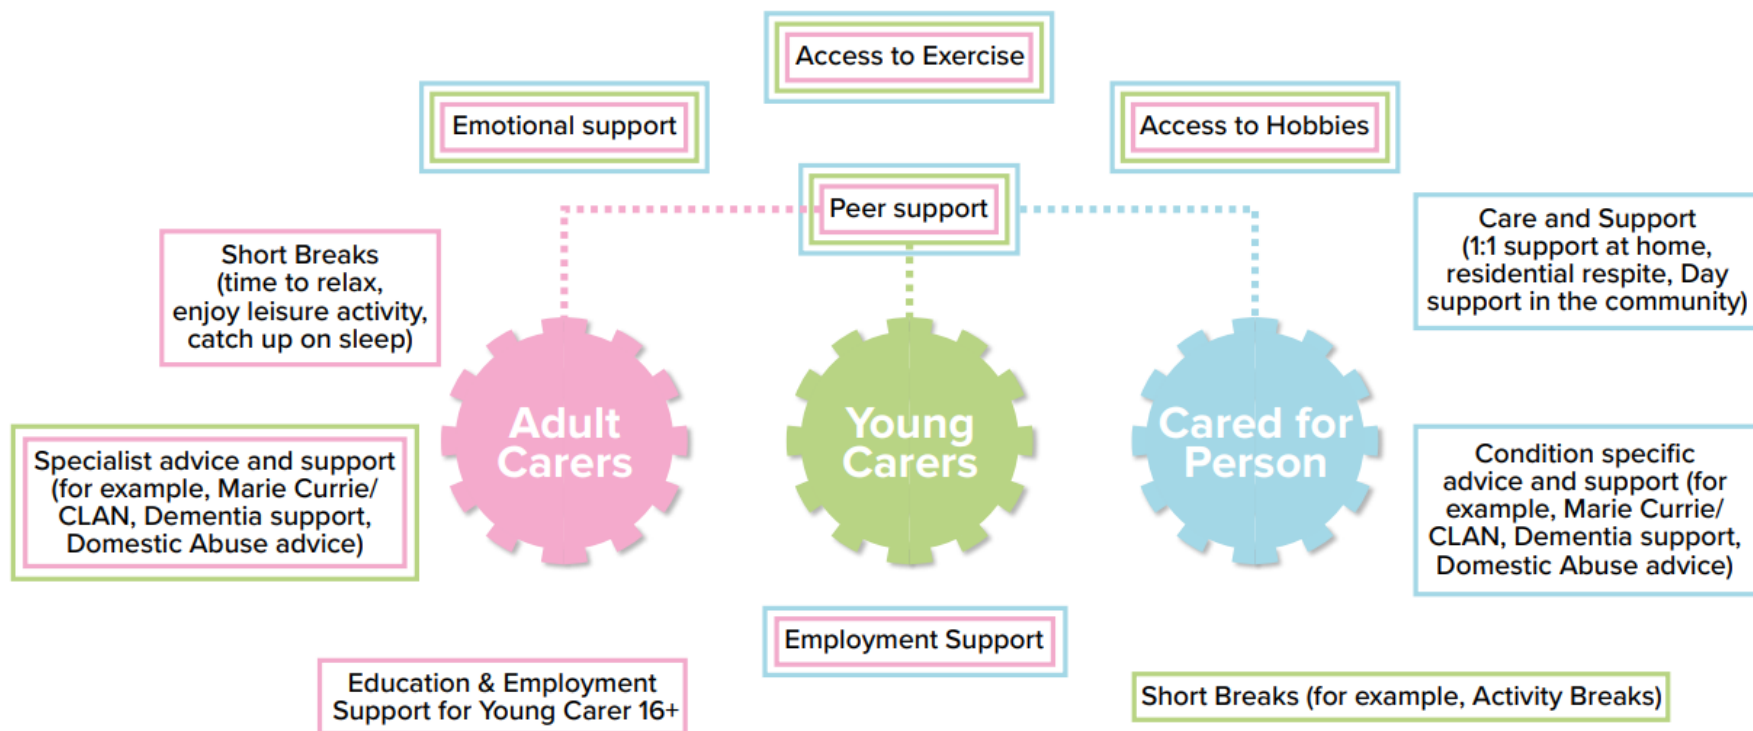 Access to Exercise
Emotional support
Access to Hobbies
Peer support
Short Breaks
(time to relax,
enjoy leisure activity,
catch up on sleep)
Care and Support
(1:1 support at home,
residential respite, Day
support in the community)
Adult
Carers
Young
Carers
Cared for
Person
Specialist advice and support
(for example, Marie Currie/
CLAN, Dementia support,
Domestic Abuse advice)
Condition specific
advice and support (for
example, Marie Currie/
CLAN, Dementia support,
Domestic Abuse advice)
Employment Support
Education & Employment
Support for Young Carer 16+
Short Breaks (for example, Activity Breaks)